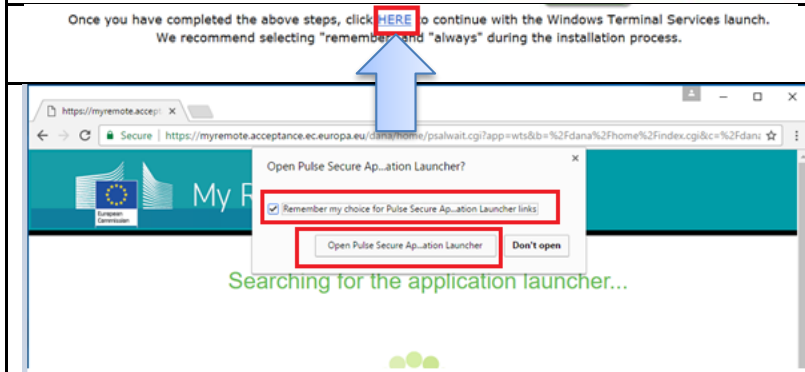 Once you have completed the above steps, click HERE to continue with the Windows Terminal Services launch.
We recommend selecting "remember" and "always" during the installation process.
https://myremote.accept
Secure | https://myremote.acceptance.ec.europa.eu/dana/home/psalwait.cgi?app=wts&b=%2Fdana%2Fhome%2Findex.cgi&c=%2Fdana
Open Pulse Secure Ap...ation Launcher?
European
Commission
My R
Remember my choice for Pulse Secure Ap...ation Launcher links
Open Pulse Secure Ap...ation Launcher
Don't open
Searching for the application launcher...